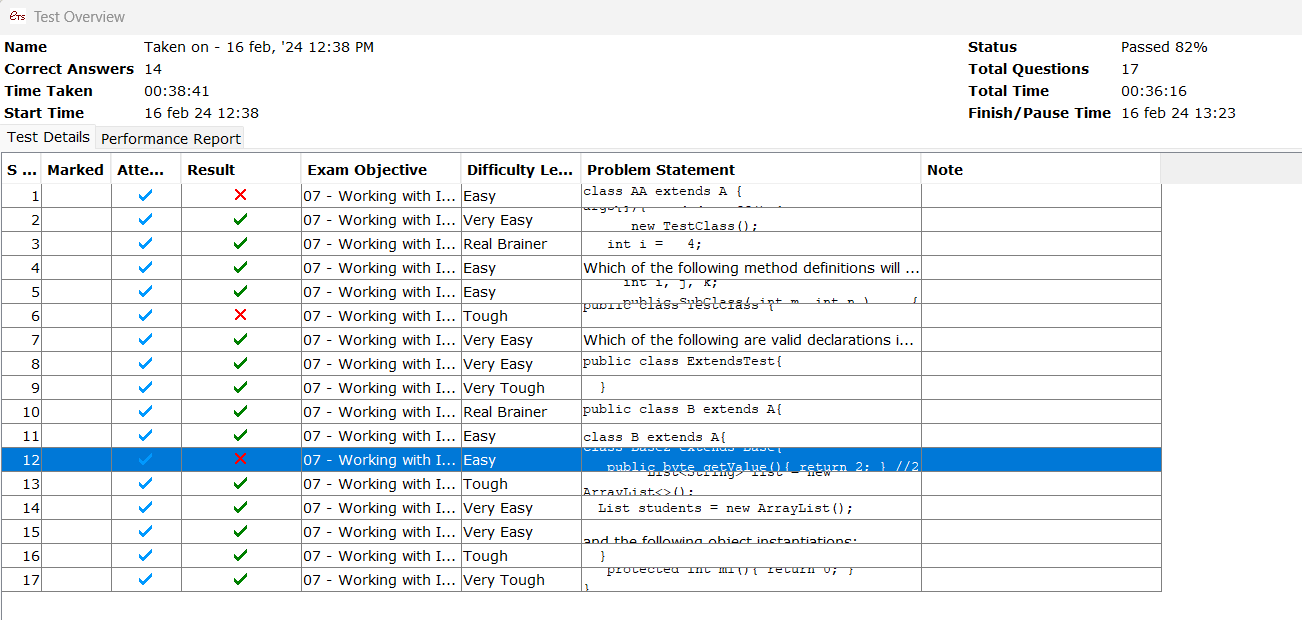 eTs Test Overview
Name Taken on - 16 feb, '24 12:38 PM Status Passed 82%
Correct Answers 14 Total Questions 17
Time Taken 00:38:41 Total Time 00:36:16
Start Time 16 feb 24 12:38 Finish/Pause Time 16 feb 24 13:23
Test Details Performance Report
S ... Marked Atte... Result Exam Objective Difficulty Le... Problem Statement Note
1 07 - Working with I... Easy class AA extends A {
2 07 - Working with I... Very Easy new TestClass();
3 07 - Working with I... Real Brainer int i = 4;
4 07 - Working with I... Easy Which of the following method definitions will ...
5 07 - Working with I... Easy int i, j, k;
public SubClass( int m, int n ) {
6 07 - Working with I... Tough public class TestClass {
7 07 - Working with I... Very Easy Which of the following are valid declarations i...
8 07 - Working with I... Very Easy public class ExtendsTest{
9 07 - Working with I... Very Tough }
10 07 - Working with I... Real Brainer public class B extends A{
11 07 - Working with I... Easy class B extends A{
12 07 - Working with I... Easy class Base2 extends Base{
public byte getValue(){ return 2; } //2
13 07 - Working with I... Tough List<String> list = new
ArrayList<>();
14 07 - Working with I... Very Easy List students = new ArrayList();
15 07 - Working with I... Very Easy and the following object instantiations:
16 07 - Working with I... Tough }
17 07 - Working with I... Very Tough protected int m1(){ return 0; }
}